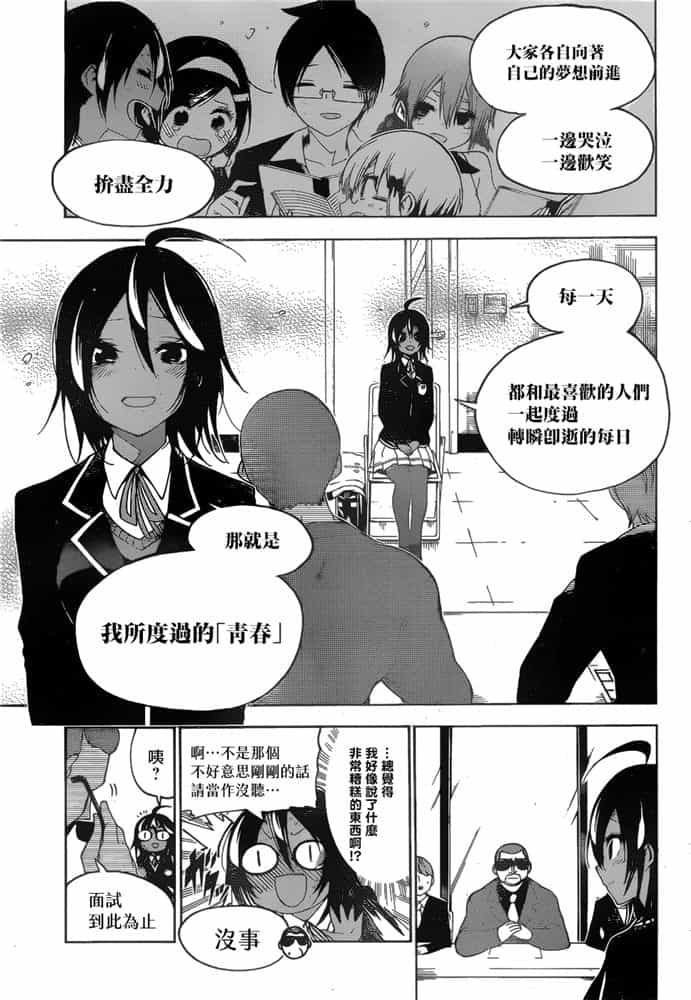 大家各自向著
自己的夢想前進
一邊哭泣
一邊歡笑
拚盡全力
每一天
都和最喜歡的人們
一起度過
轉瞬即逝的每日
那就是
我所度過的「青春」
…總覺得
我好像說了什麼
非常糟糕的東西啊!?
啊…不是那個
不好意思剛剛的話
請當作沒聽…
沒事
咦?
面試
到此為止